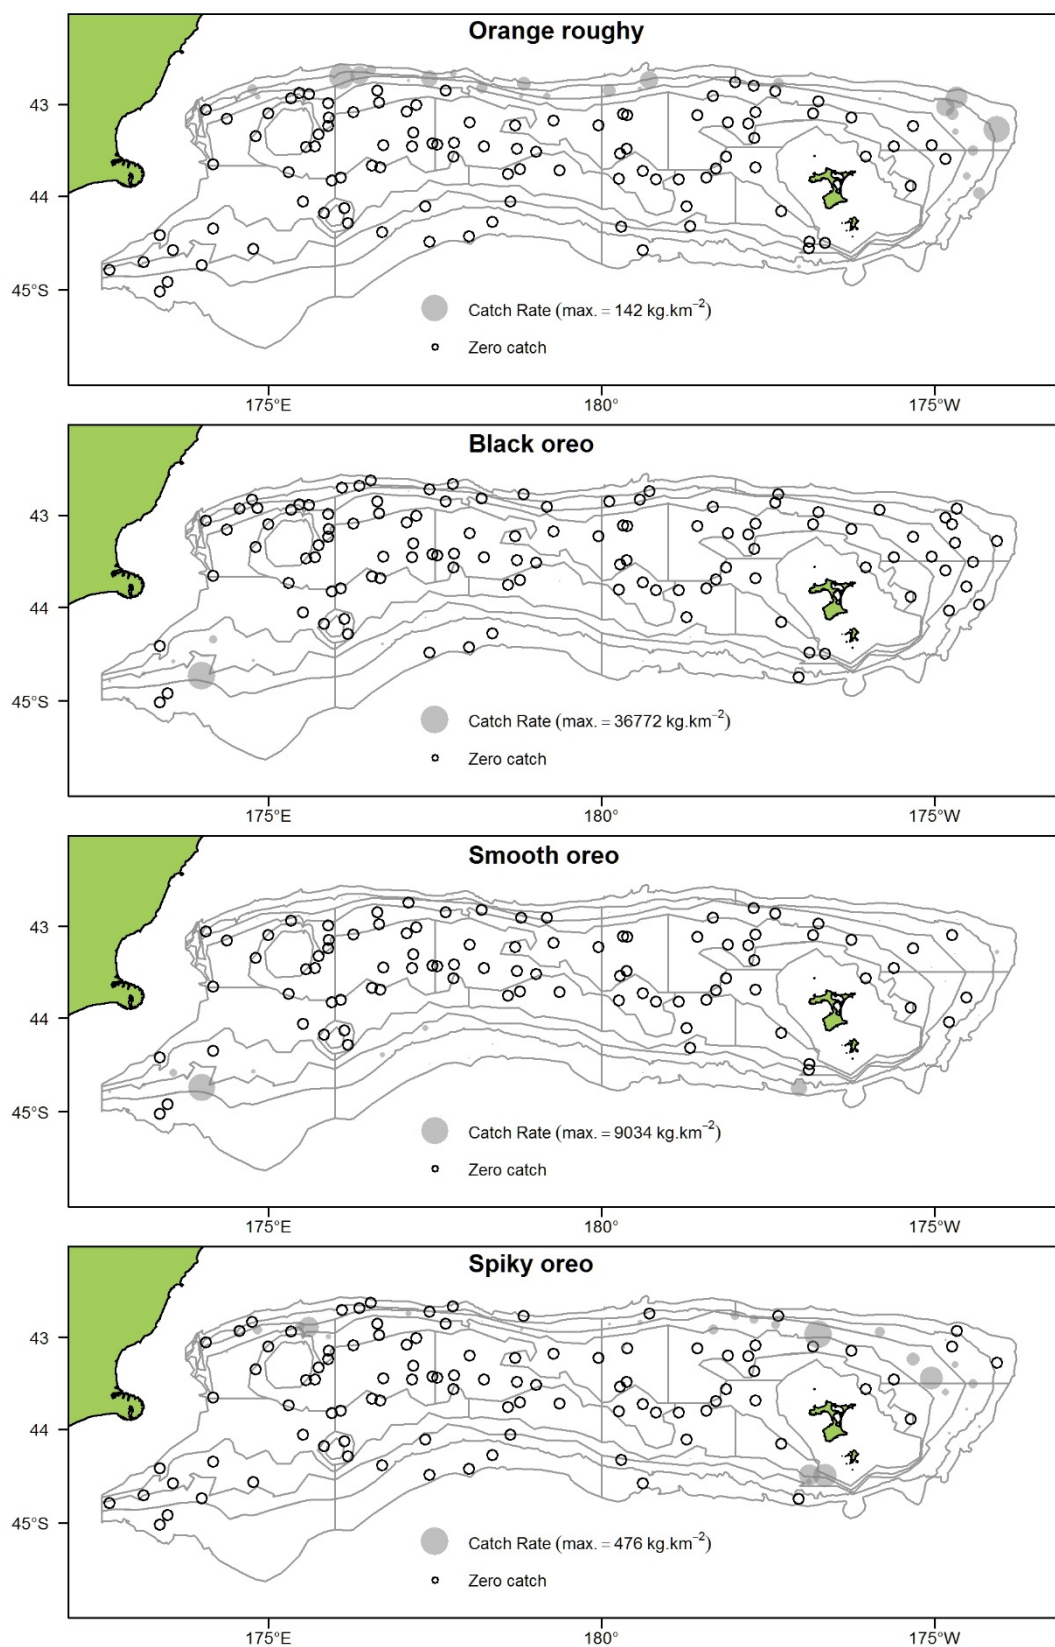 Orange roughy
43
44
45°S
Catch Rate (max. = 142 kg.km⁻²)
Zero catch
175°E 180° 175°W
Black oreo
43
44
45°S
Catch Rate (max. = 36772 kg.km⁻²)
Zero catch
175°E 180° 175°W
Smooth oreo
43
44
45°S
Catch Rate (max. = 9034 kg.km⁻²)
Zero catch
175°E 180° 175°W
Spiky oreo
43
44
45°S
Catch Rate (max. = 476 kg.km⁻²)
Zero catch
175°E 180° 175°W